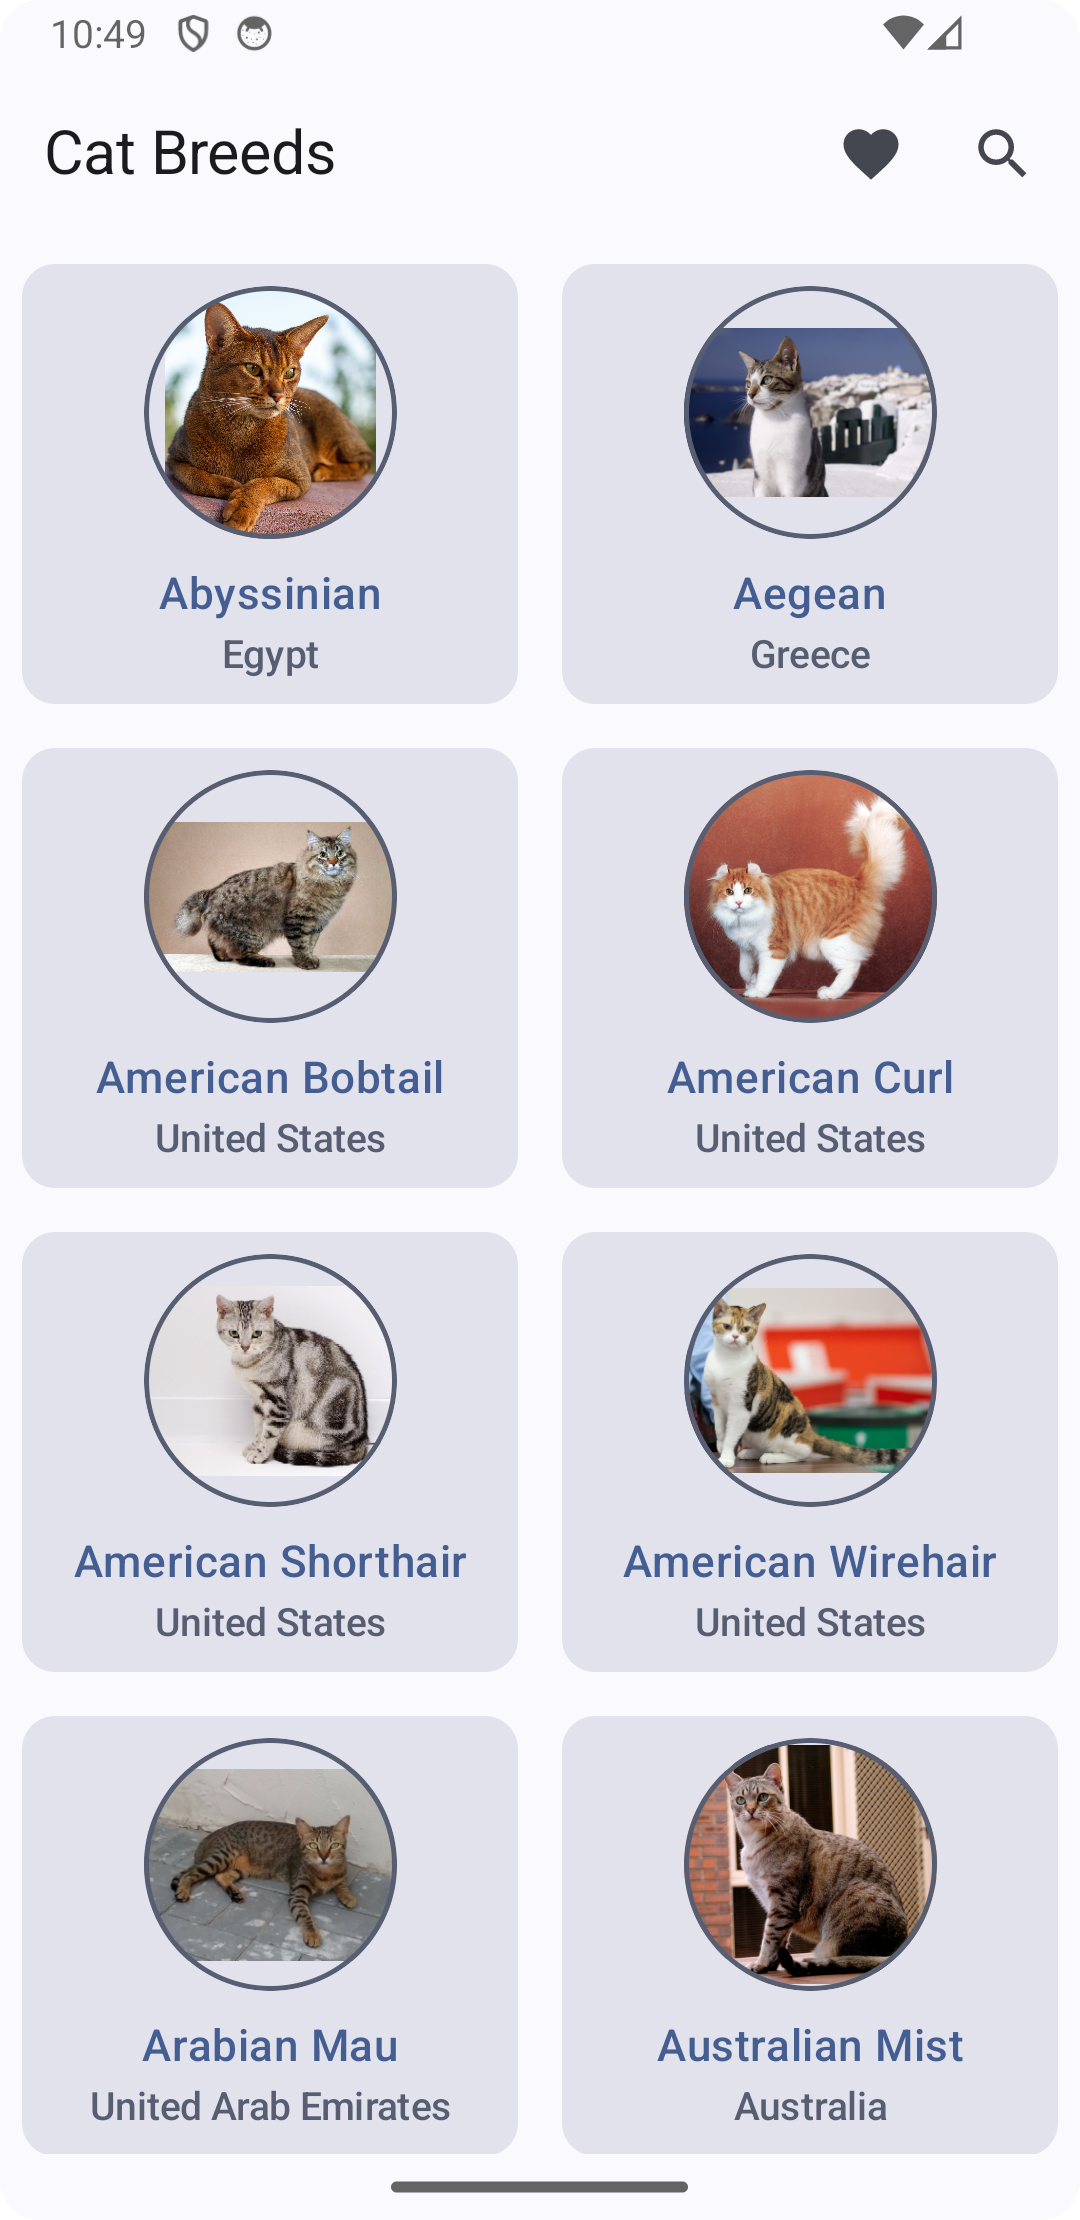 10:49
Cat Breeds
Abyssinian
Egypt
Aegean
Greece
American Bobtail
United States
American Curl
United States
American Shorthair
United States
American Wirehair
United States
Arabian Mau
United Arab Emirates
Australian Mist
Australia